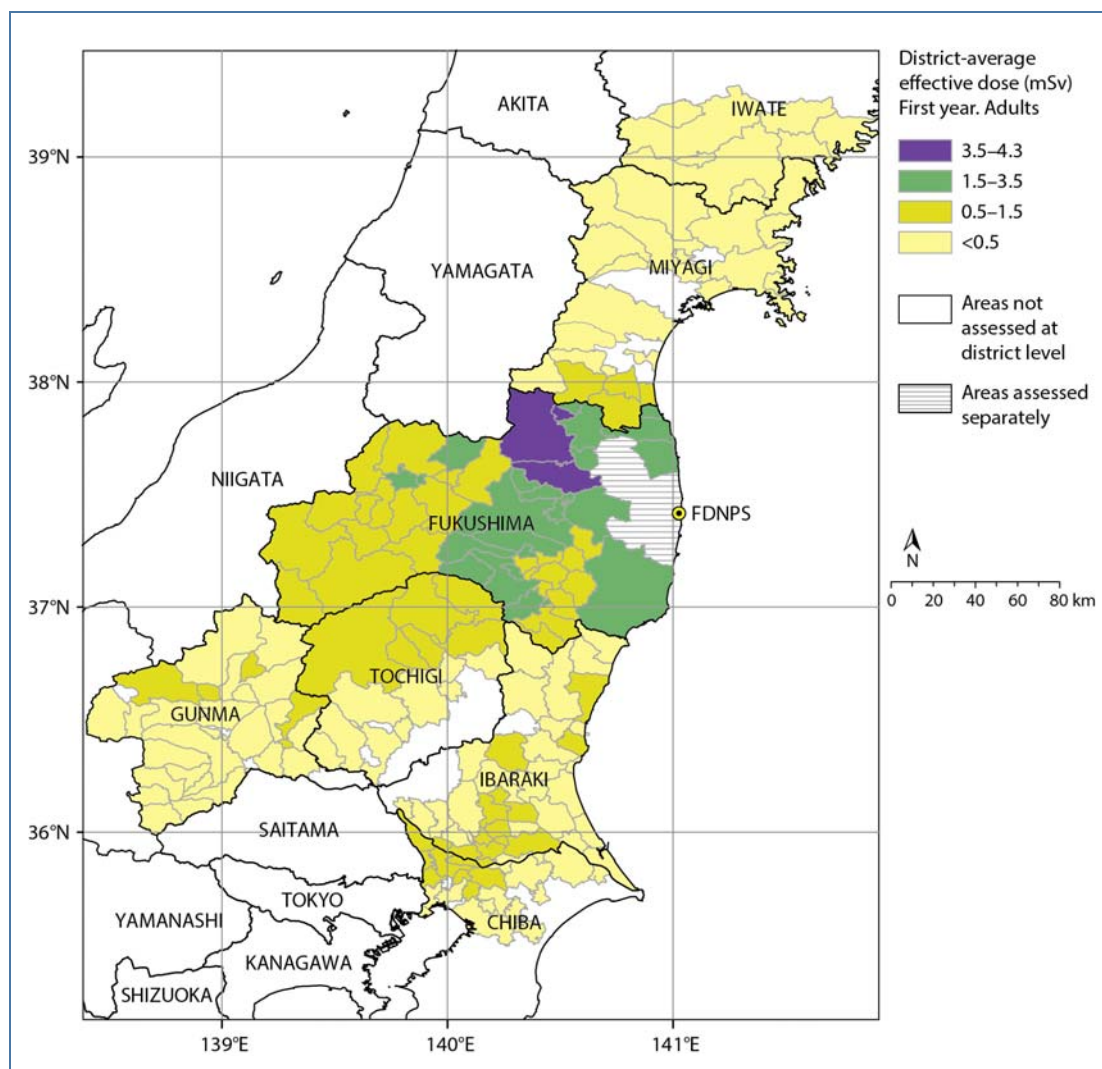 District-average
effective dose (mSv)
First year. Adults
3.5–4.3
1.5–3.5
0.5–1.5
<0.5
Areas not
assessed at
district level
Areas assessed
separately
N
0 20 40 60 80 km
AKITA
IWATE
39°N
YAMAGATA
MIYAGI
38°N
NIIGATA
FUKUSHIMA
FDNPS
37°N
TOCHIGI
GUNMA
IBARAKI
SAITAMA
36°N
TOKYO
YAMANASHI
CHIBA
KANAGAWA
SHIZUOKA
139°E
140°E
141°E